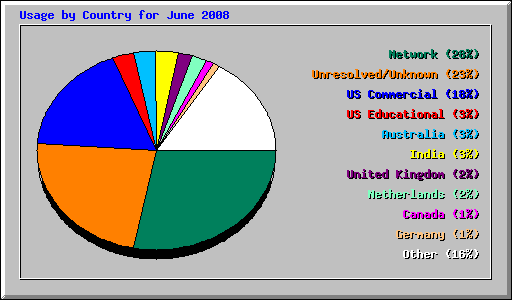 Usage by Country for June 2008
Network (28%)
Unresolved/Unknown (23%)
US Commercial (18%)
US Educational (3%)
Australia (3%)
India (3%)
United Kingdom (2%)
Netherlands (2%)
Canada (1%)
Germany (1%)
Other (16%)